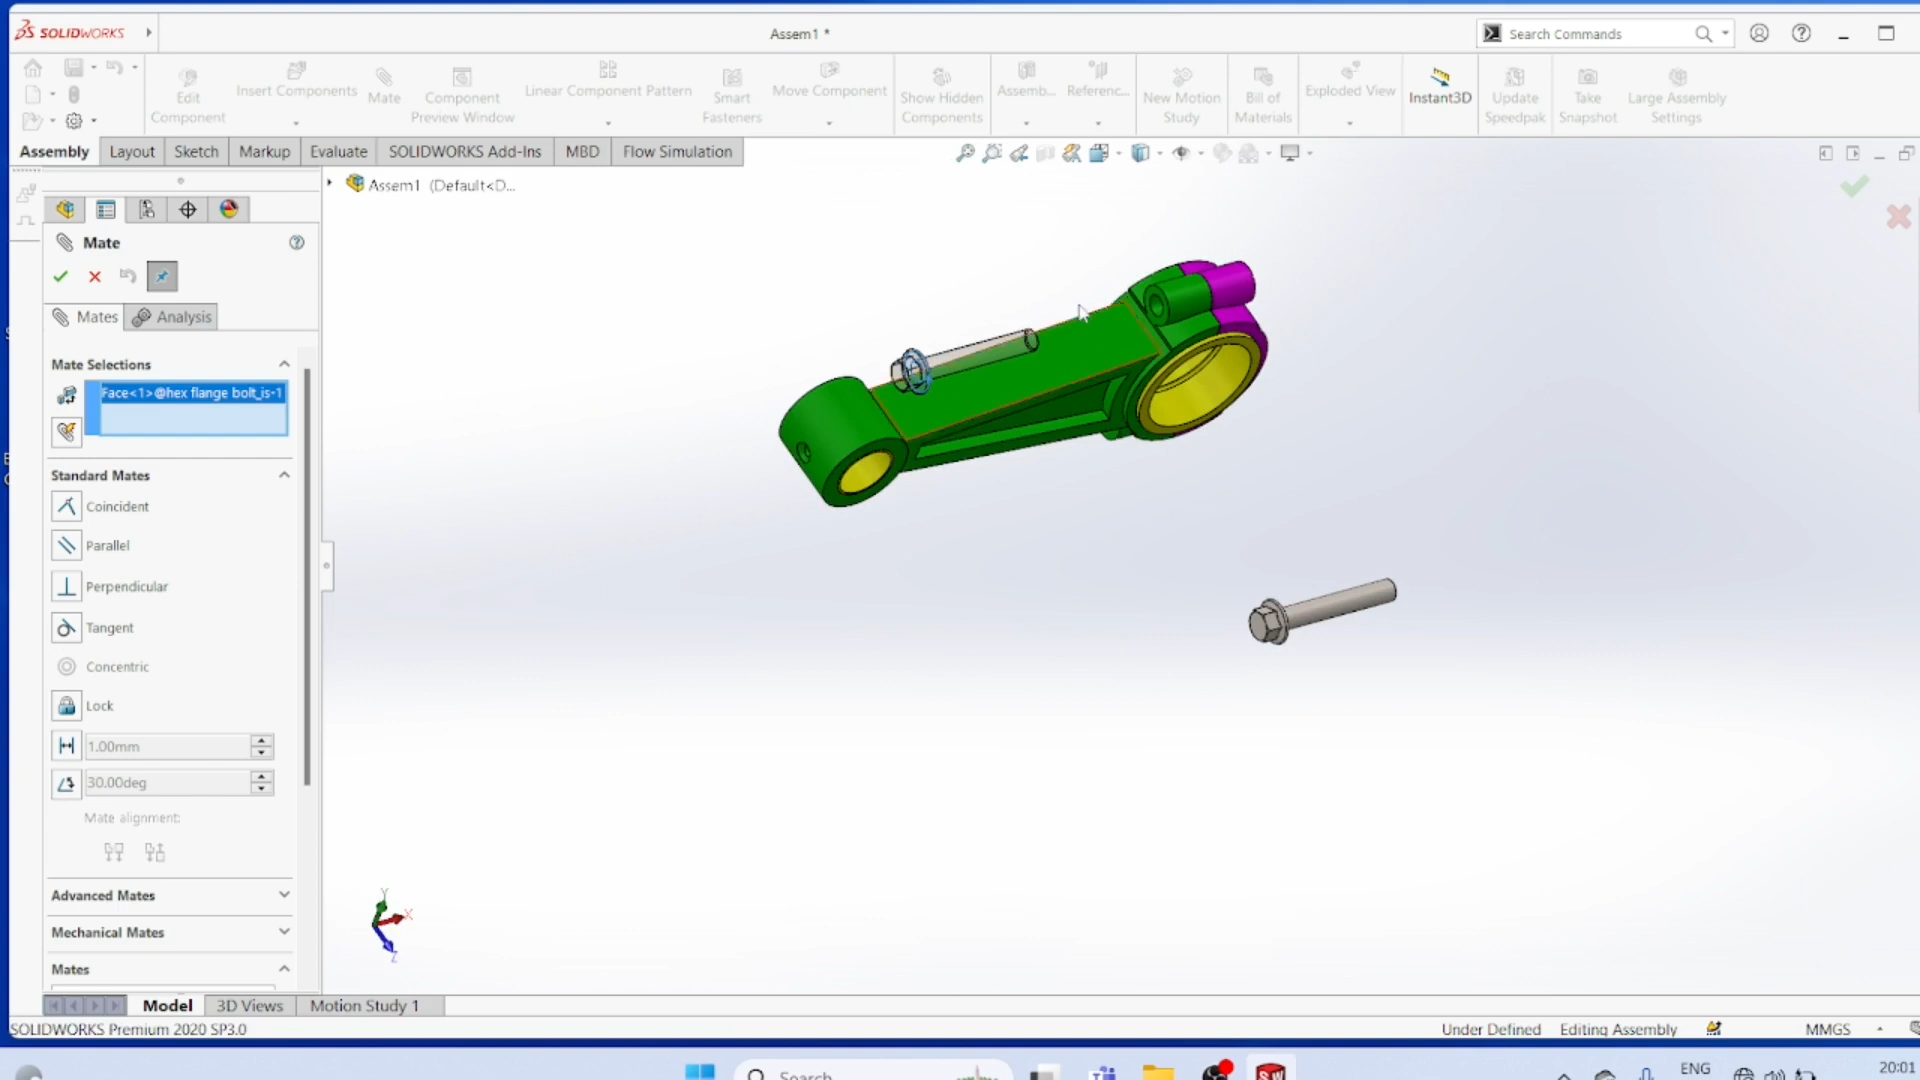 SOLIDWORKS
Assem1 *
Search Commands
Edit Component
Insert Components
Mate
Component Preview Window
Linear Component Pattern
Smart Fasteners
Move Component
Show Hidden Components
Assemb...
Referenc...
New Motion Study
Bill of Materials
Exploded View
Instant3D
Update Speedpak
Take Snapshot
Large Assembly Settings
Assembly
Layout
Sketch
Markup
Evaluate
SOLIDWORKS Add-Ins
MBD
Flow Simulation
Assem1 (Default<D...
Mate
Mates
Analysis
Mate Selections
Face<1>@hex flange bolt_is-1
Standard Mates
Coincident
Parallel
Perpendicular
Tangent
Concentric
Lock
1.00mm
30.00deg
Mate alignment:
Advanced Mates
Mechanical Mates
Mates
Y
X
Z
Model
3D Views
Motion Study 1
SOLIDWORKS Premium 2020 SP3.0
Under Defined
Editing Assembly
MMGS
Search
SW
ENG
20:01